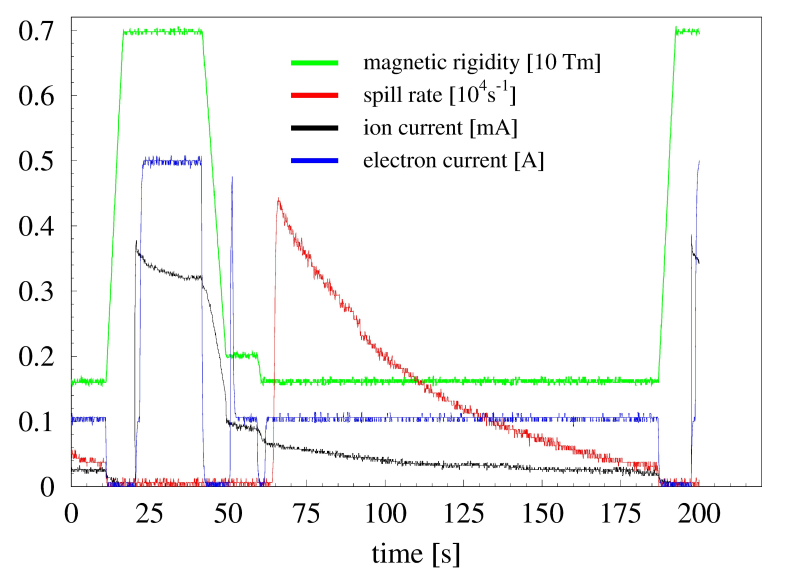 0.7
0.6
0.5
0.4
0.3
0.2
0.1
0
magnetic rigidity [10 Tm]
spill rate [10⁴s⁻¹]
ion current [mA]
electron current [A]
0 25 50 75 100 125 150 175 200
time [s]